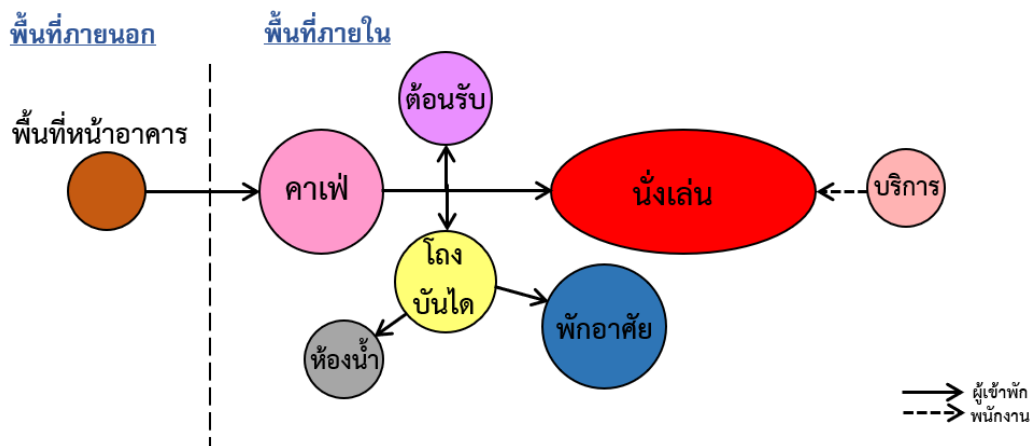 พื้นที่ภายนอก
พื้นที่ภายใน
ต้อนรับ
พื้นที่หน้าอาคาร
คาเฟ่
นั่งเล่น
บริการ
โถง
บันได
พักอาศัย
ห้องน้ำ
ผู้เข้าพัก
พนักงาน